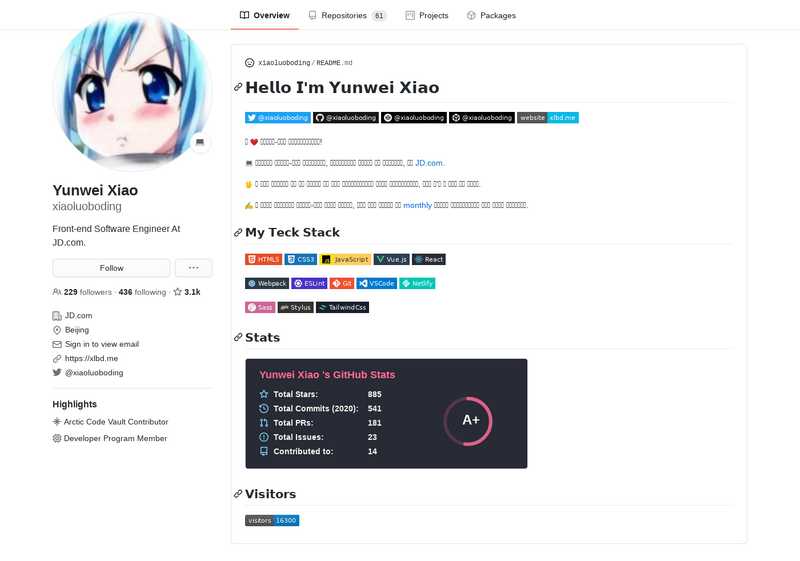 Overview
Repositories 61
Projects
Packages
Yunwei Xiao
xiaoluoboding
Front-end Software Engineer At
JD.com.
Follow
229 followers · 436 following · 3.1k
JD.com
Beijing
Sign in to view email
https://xlbd.me
@xiaoluoboding
Highlights
Arctic Code Vault Contributor
Developer Program Member
xiaoluoboding/README.md
Hello I'm Yunwei Xiao
@xiaoluoboding @xiaoluoboding @xiaoluoboding @xiaoluoboding website xlbd.me
JD.com.
monthly
My Teck Stack
HTML5 CSS3 JavaScript Vue.js React
Webpack ESLint Git VSCode Netlify
Sass Stylus TailwindCss
Stats
Yunwei Xiao 's GitHub Stats
Total Stars: 885
Total Commits (2020): 541
Total PRs: 181
Total Issues: 23
Contributed to: 14
A+
Visitors
visitors 16300